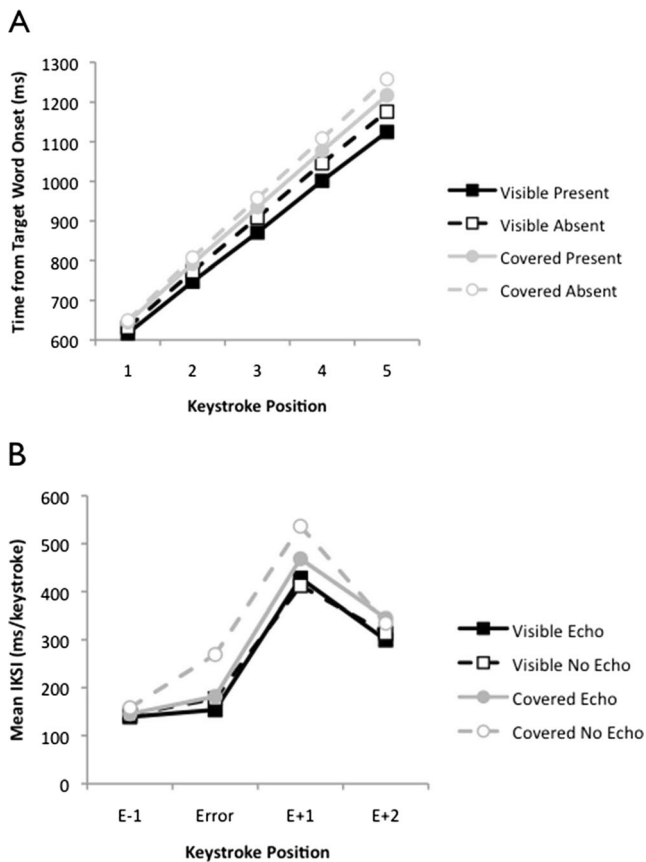 A
Time from Target Word Onset (ms)
1300
1200
1100
1000
900
800
700
600
1 2 3 4 5
Keystroke Position
Visible Present
Visible Absent
Covered Present
Covered Absent
B
Mean IKSI (ms/keystroke)
600
500
400
300
200
100
0
E-1 Error E+1 E+2
Keystroke Position
Visible Echo
Visible No Echo
Covered Echo
Covered No Echo